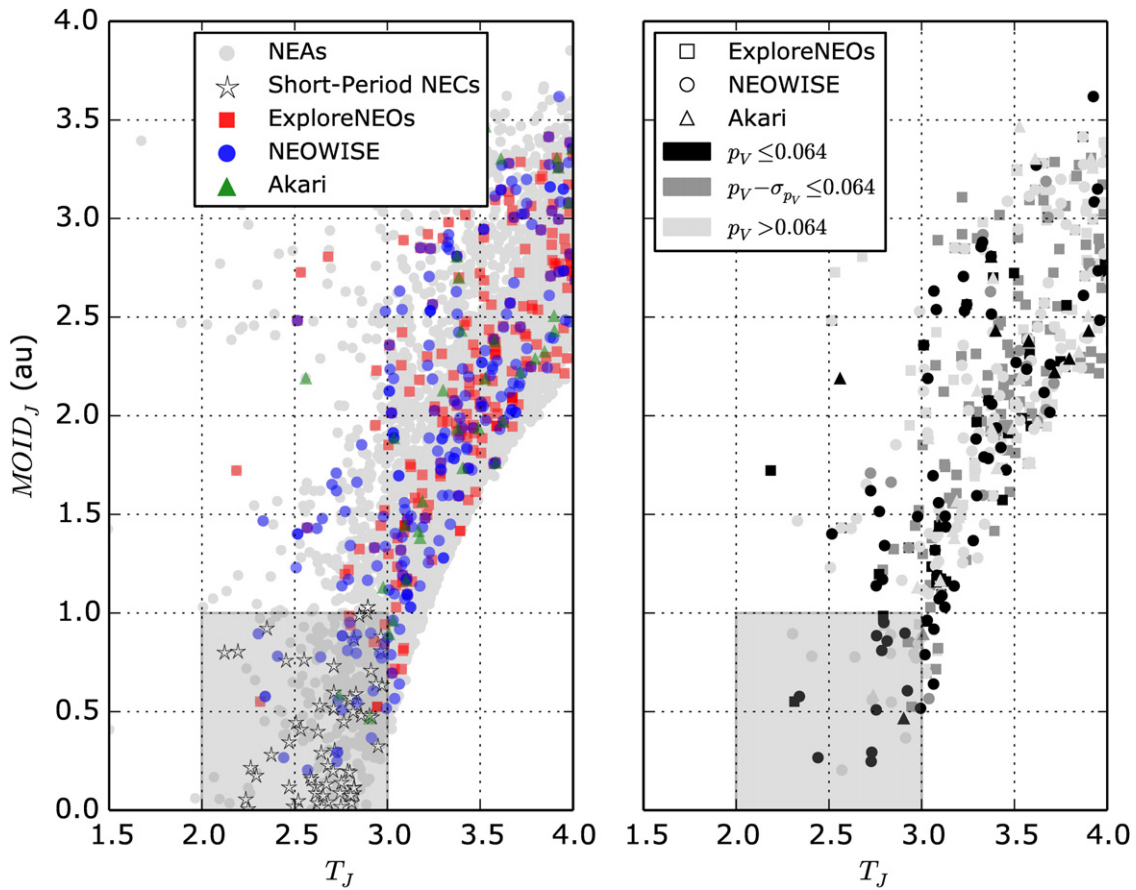 4.0
3.5
3.0
2.5
2.0
1.5
1.0
0.5
0.0
MOID_J (au)
NEAs
Short-Period NECs
ExploreNEOs
NEOWISE
Akari
1.5 2.0 2.5 3.0 3.5 4.0
T_J
ExploreNEOs
NEOWISE
Akari
p_V ≤0.064
p_V−σ_{p_V} ≤0.064
p_V >0.064
1.5 2.0 2.5 3.0 3.5 4.0
T_J